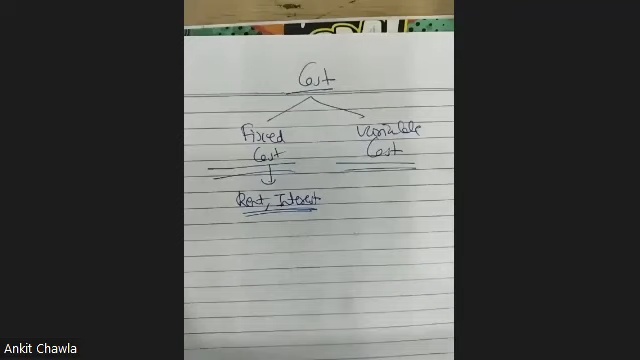 Cost
Fixed Variable
Cost Cost
Rent, Interest
Ankit Chawla